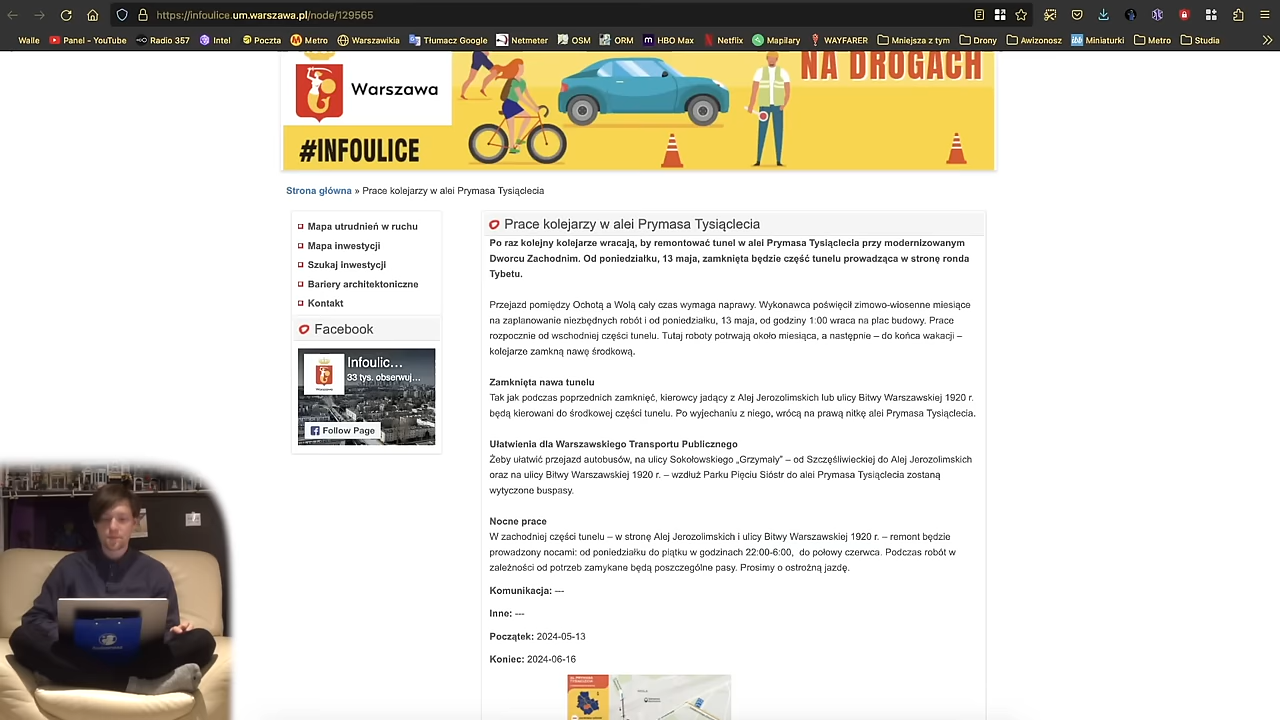 https://infoulice.um.warszawa.pl/node/129565
Walle Panel - YouTube Radio 357 Intel Poczta Metro Warszawikia Tłumacz Google Netmeter OSM ORM HBO Max Netflix Mapilary WAYFARER Mniejsza z tym Drony Awizonosz Miniaturki Metro Studia
NA DROGACH
Warszawa
#INFOULICE
Strona główna » Prace kolejarzy w alei Prymasa Tysiąclecia
Mapa utrudnień w ruchu
Mapa inwestycji
Szukaj inwestycji
Bariery architektoniczne
Kontakt
Facebook
Infoulic...
33 tys. obserwuj...
Follow Page
Prace kolejarzy w alei Prymasa Tysiąclecia
Po raz kolejny kolejarze wracają, by remontować tunel w alei Prymasa Tysiąclecia przy modernizowanym
Dworcu Zachodnim. Od poniedziałku, 13 maja, zamknięta będzie część tunelu prowadząca w stronę ronda
Tybetu.
Przejazd pomiędzy Ochotą a Wolą cały czas wymaga naprawy. Wykonawca poświęcił zimowo-wiosenne miesiące
na zaplanowanie niezbędnych robót i od poniedziałku, 13 maja, od godziny 1:00 wraca na plac budowy. Prace
rozpocznie od wschodniej części tunelu. Tutaj roboty potrwają około miesiąca, a następnie – do końca wakacji –
kolejarze zamkną nawę środkową.
Zamknięta nawa tunelu
Tak jak podczas poprzednich zamknięć, kierowcy jadący z Alej Jerozolimskich lub ulicy Bitwy Warszawskiej 1920 r.
będą kierowani do środkowej części tunelu. Po wyjechaniu z niego, wrócą na prawą nitkę alei Prymasa Tysiąclecia.
Ułatwienia dla Warszawskiego Transportu Publicznego
Żeby ułatwić przejazd autobusów, na ulicy Sokołowskiego „Grzymały” – od Szczęśliwieckiej do Alej Jerozolimskich
oraz na ulicy Bitwy Warszawskiej 1920 r. – wzdłuż Parku Pięciu Sióstr do alei Prymasa Tysiąclecia zostaną
wytyczone buspasy.
Nocne prace
W zachodniej części tunelu – w stronę Alej Jerozolimskich i ulicy Bitwy Warszawskiej 1920 r. – remont będzie
prowadzony nocami: od poniedziałku do piątku w godzinach 22:00-6:00, do połowy czerwca. Podczas robót w
zależności od potrzeb zamykane będą poszczególne pasy. Prosimy o ostrożną jazdę.
Komunikacja: ---
Inne: ---
Początek: 2024-05-13
Koniec: 2024-06-16